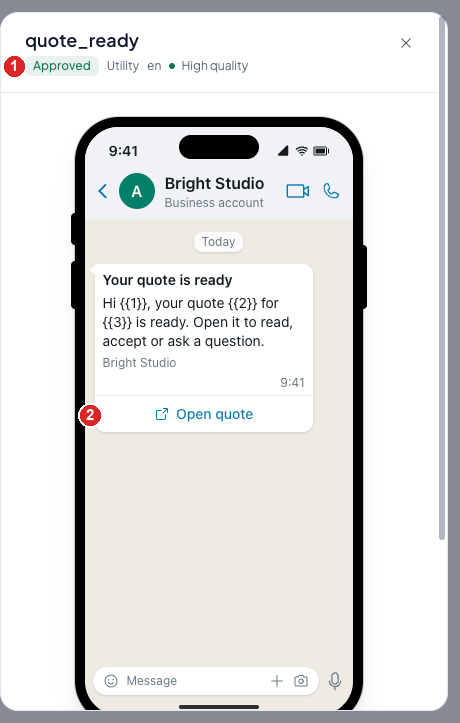 quote_ready
1 Approved Utility en High quality
9:41
A Bright Studio
Business account
Today
Your quote is ready
Hi {{1}}, your quote {{2}} for
{{3}} is ready. Open it to read,
accept or ask a question.
Bright Studio
9:41
2 Open quote
Message